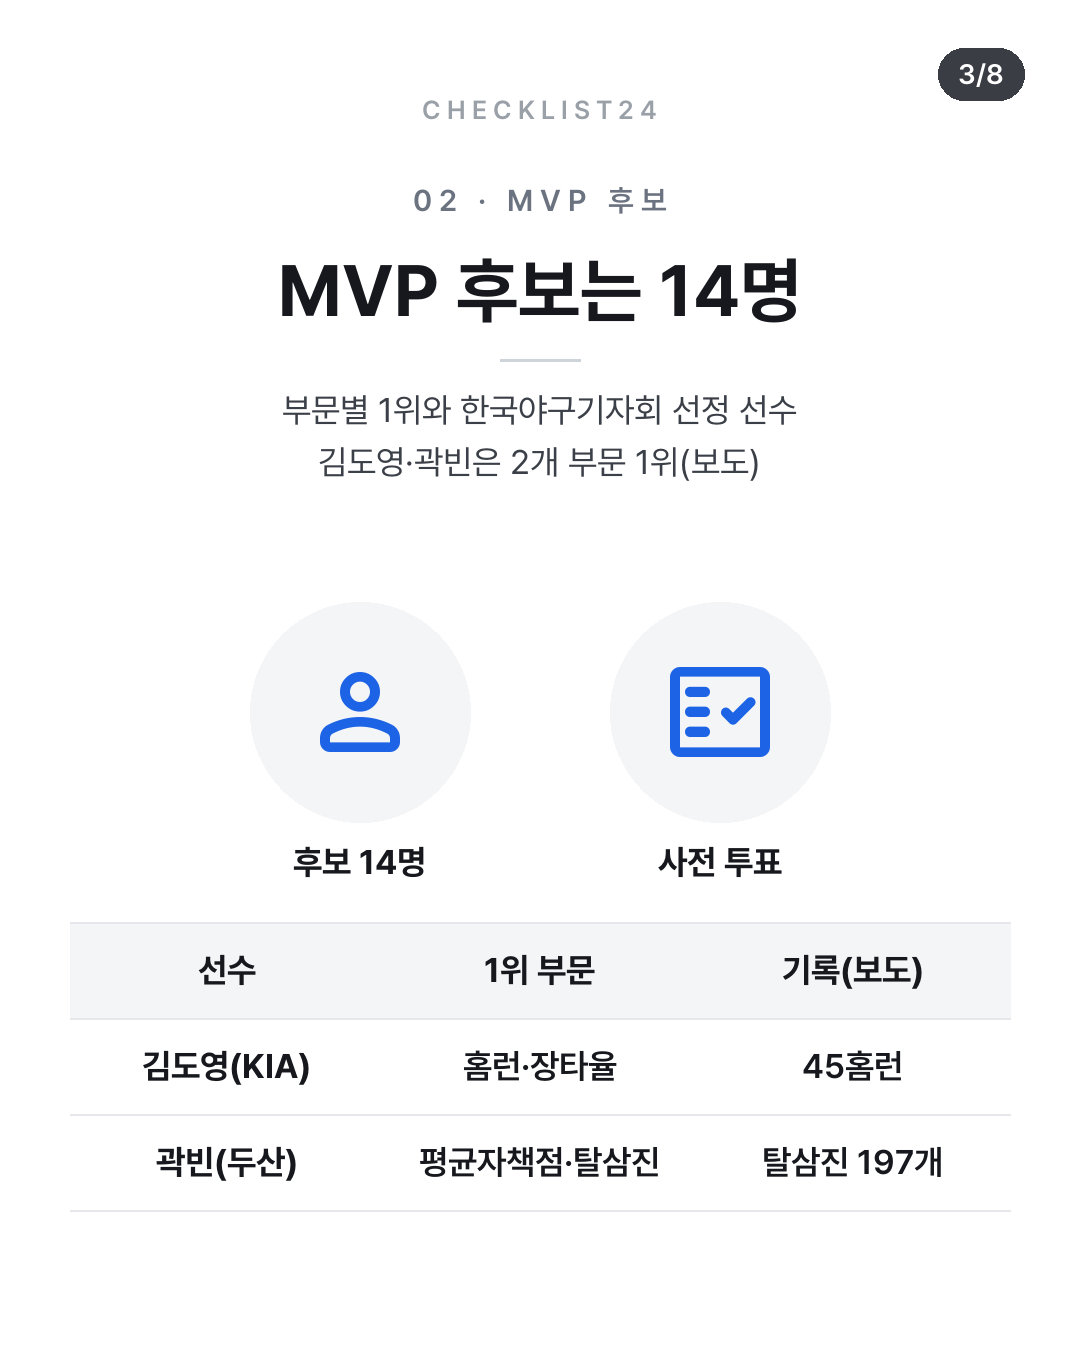 3/8
CHECKLIST24
02 · MVP 후보
MVP 후보는 14명
부문별 1위와 한국야구기자회 선정 선수
김도영·곽빈은 2개 부문 1위(보도)
후보 14명
사전 투표
선수 1위 부문 기록(보도)
김도영(KIA) 홈런·장타율 45홈런
곽빈(두산) 평균자책점·탈삼진 탈삼진 197개